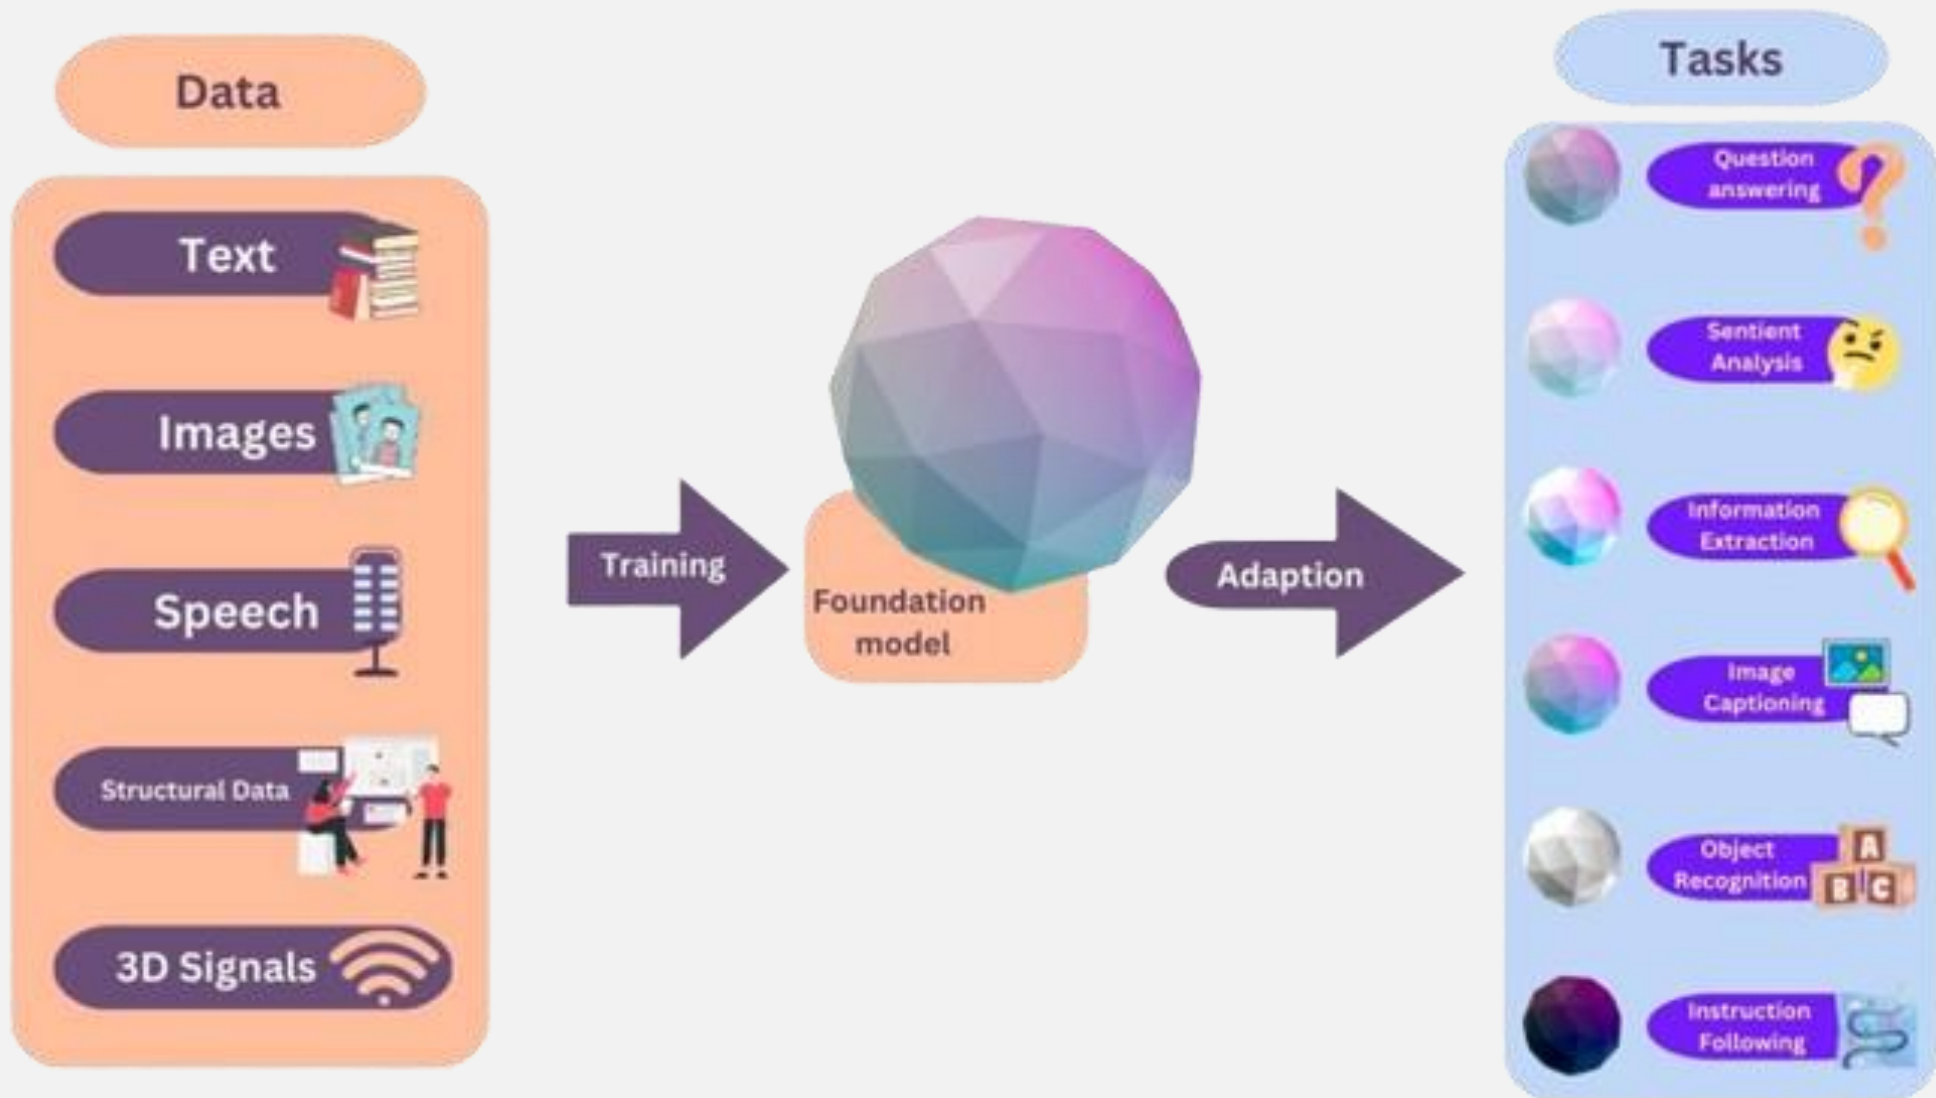 Data
Text
Images
Speech
Structural Data
3D Signals
Training
Foundation
model
Adaption
Tasks
Question
answering
Sentient
Analysis
Information
Extraction
Image
Captioning
Object
Recognition
A
B C
Instruction
Following